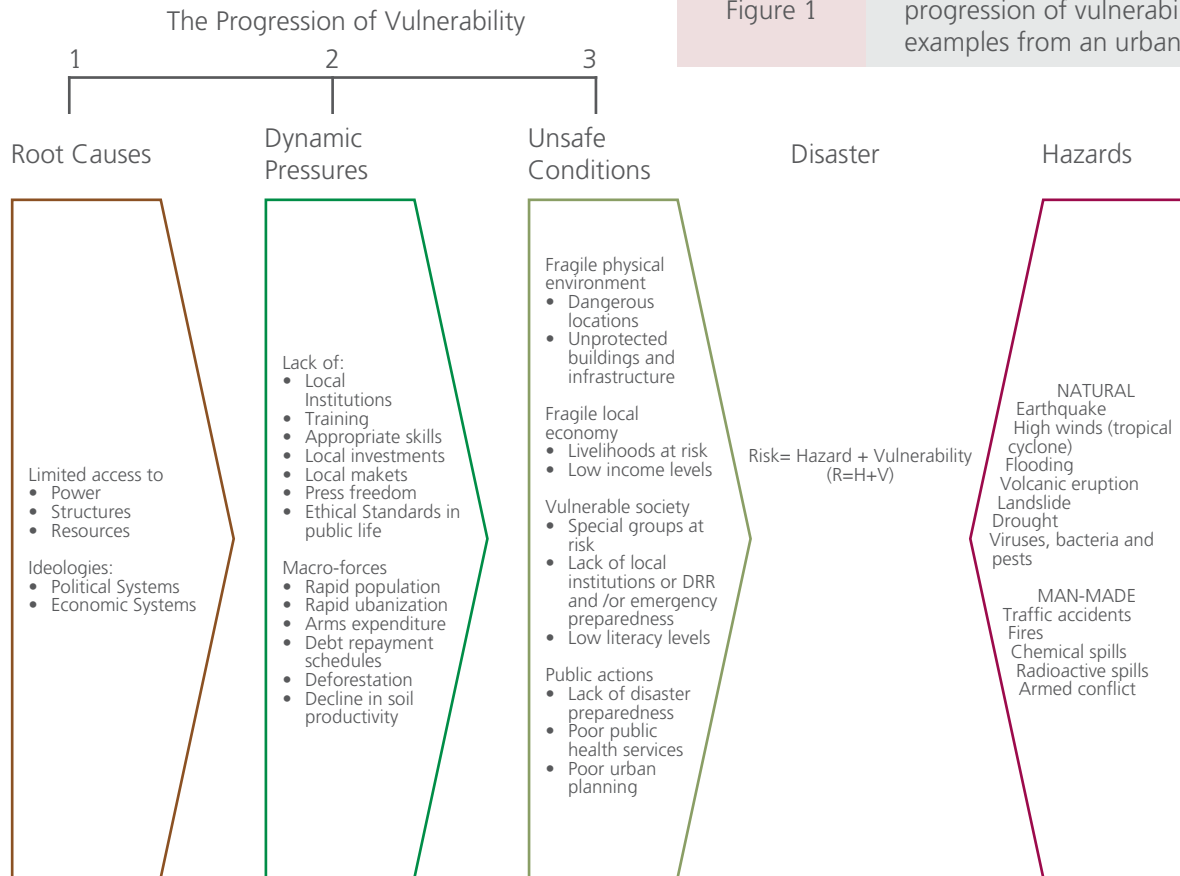 The Progression of Vulnerability
1 2 3
Figure 1
progression of vulnerabi
examples from an urban
Root Causes
Limited access to
• Power
• Structures
• Resources
Ideologies:
• Political Systems
• Economic Systems
Dynamic
Pressures
Lack of:
• Local
Institutions
• Training
• Appropriate skills
• Local investments
• Local makets
• Press freedom
• Ethical Standards in
public life
Macro-forces
• Rapid population
• Rapid ubanization
• Arms expenditure
• Debt repayment
schedules
• Deforestation
• Decline in soil
productivity
Unsafe
Conditions
Fragile physical
environment
• Dangerous
locations
• Unprotected
buildings and
infrastructure
Fragile local
economy
• Livelihoods at risk
• Low income levels
Vulnerable society
• Special groups at
risk
• Lack of local
institutions or DRR
and /or emergency
preparedness
• Low literacy levels
Public actions
• Lack of disaster
preparedness
• Poor public
health services
• Poor urban
planning
Disaster
Risk= Hazard + Vulnerability
(R=H+V)
Hazards
NATURAL
Earthquake
High winds (tropical
cyclone)
Flooding
Volcanic eruption
Landslide
Drought
Viruses, bacteria and
pests
MAN-MADE
Traffic accidents
Fires
Chemical spills
Radioactive spills
Armed conflict